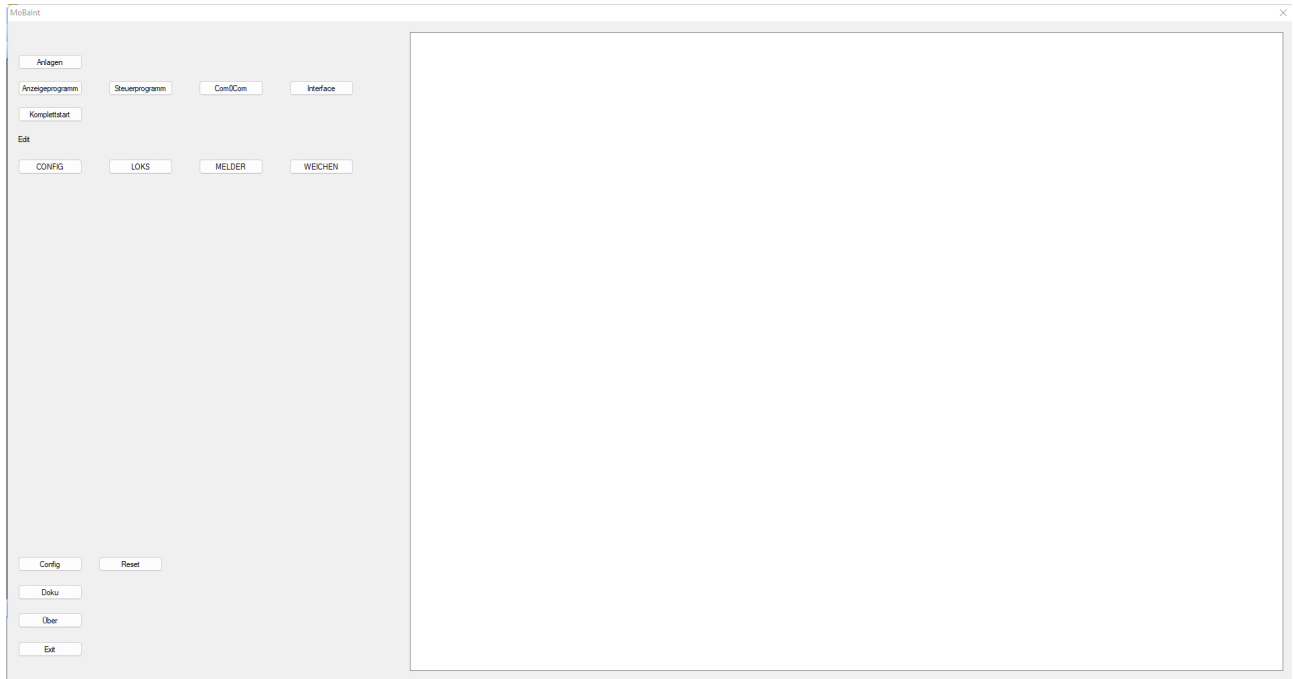 MoBaInt
Anlagen
Anzeigeprogramm Steuerprogramm Com0Com Interface
Komplettstart
Edit
CONFIG LOKS MELDER WEICHEN
Config Reset
Doku
Über
Exit